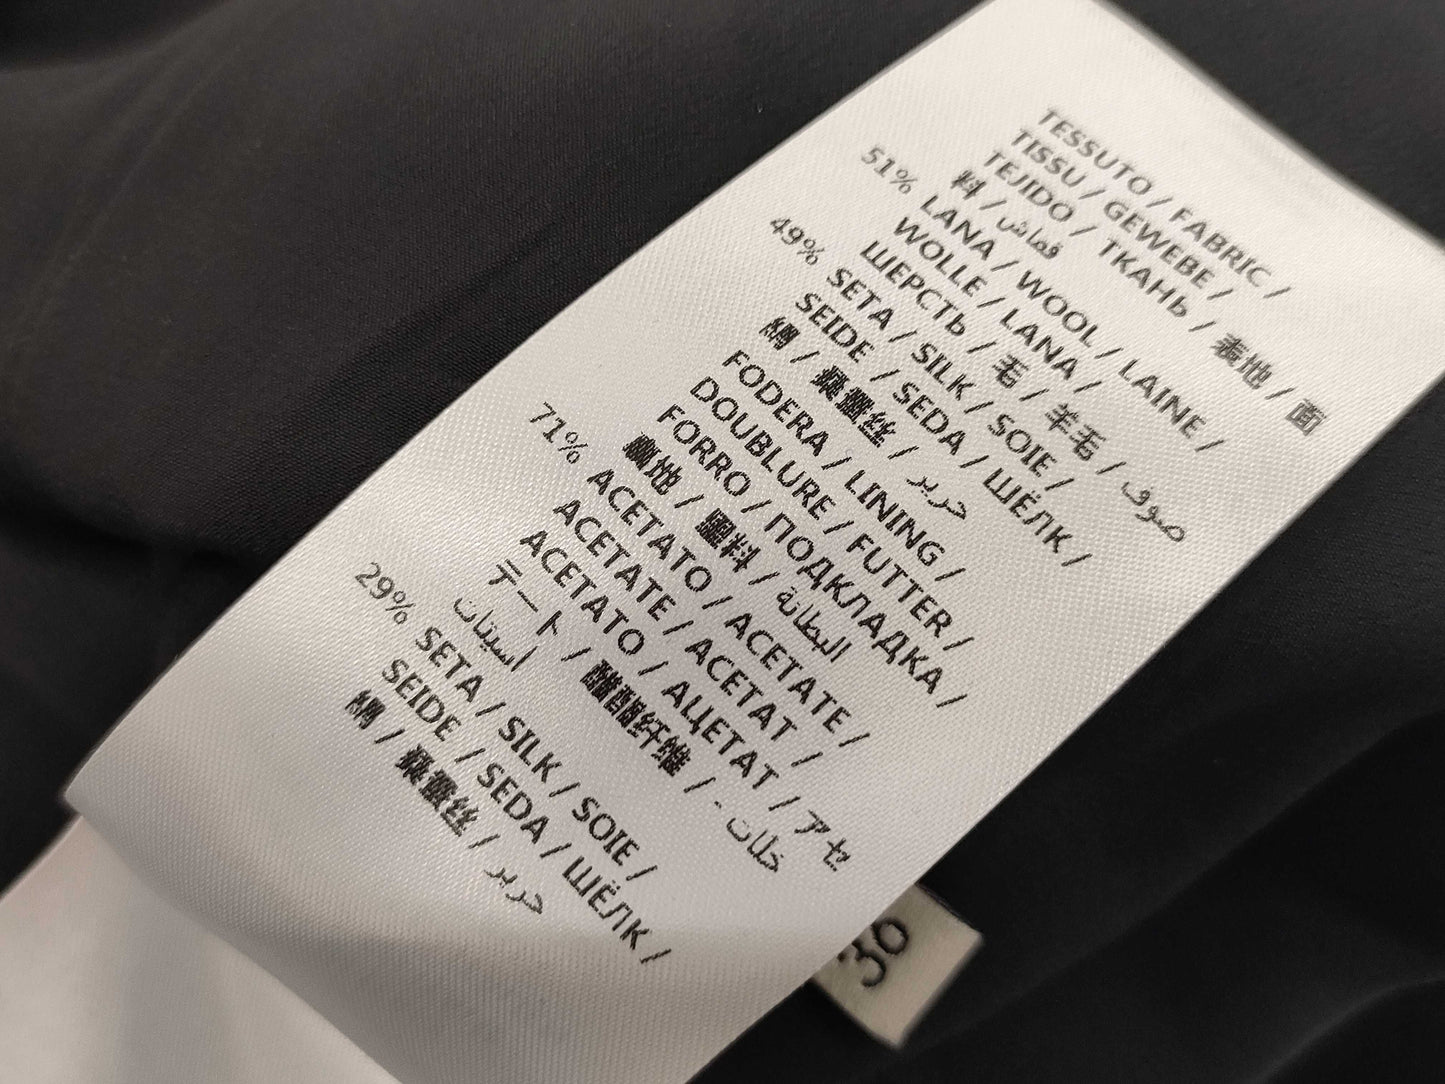 TESSUTO / FABRIC /
TISSU / GEWEBE /
TEJIDO / ТКАНЬ / 表地 / 面
料 / قماش
51% LANA / WOOL / LAINE /
WOLLE / LANA /
ШЕРСТЬ / 毛 / 羊毛 / صوف
49% SETA / SILK / SOIE /
SEIDE / SEDA / ШЁЛК /
絹 / 桑蚕丝 / حرير
FODERA / LINING /
DOUBLURE / FUTTER /
FORRO / ПОДКЛАДКА /
裏地 / 里料 / البطانة
71% ACETATO / ACETATE /
ACETATE / ACETAT /
ACETATO / АЦЕТАТ / アセ
テート / 醋酯纤维 / - خلات
أسيتات
29% SETA / SILK / SOIE /
SEIDE / SEDA / ШЁЛК /
絹 / 桑蚕丝 / حرير
36